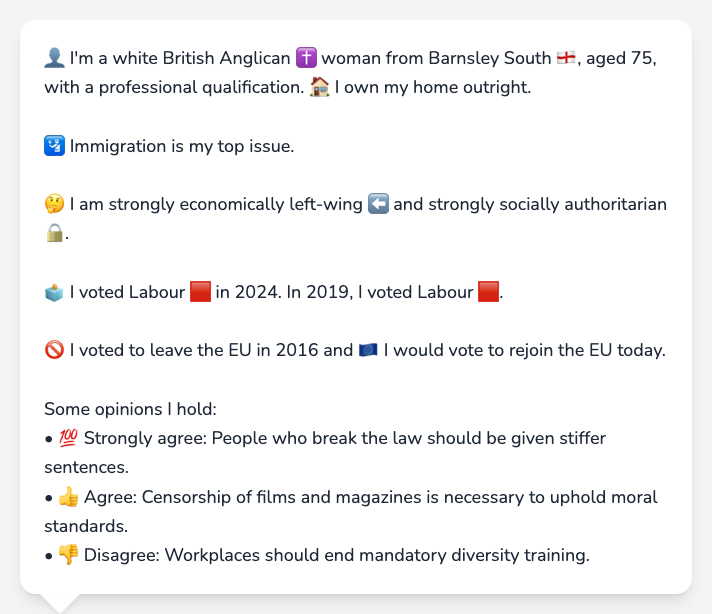 👤 I'm a white British Anglican ✝️ woman from Barnsley South 🏴󠁧󠁢󠁥󠁮󠁧󠁿, aged 75,
with a professional qualification. 🏠 I own my home outright.
🛂 Immigration is my top issue.
🤔 I am strongly economically left-wing ⬅️ and strongly socially authoritarian
🔒.
🗳️ I voted Labour 🟥 in 2024. In 2019, I voted Labour 🟥.
🚫 I voted to leave the EU in 2016 and 🇪🇺 I would vote to rejoin the EU today.
Some opinions I hold:
• 💯 Strongly agree: People who break the law should be given stiffer
sentences.
• 👍 Agree: Censorship of films and magazines is necessary to uphold moral
standards.
• 👎 Disagree: Workplaces should end mandatory diversity training.